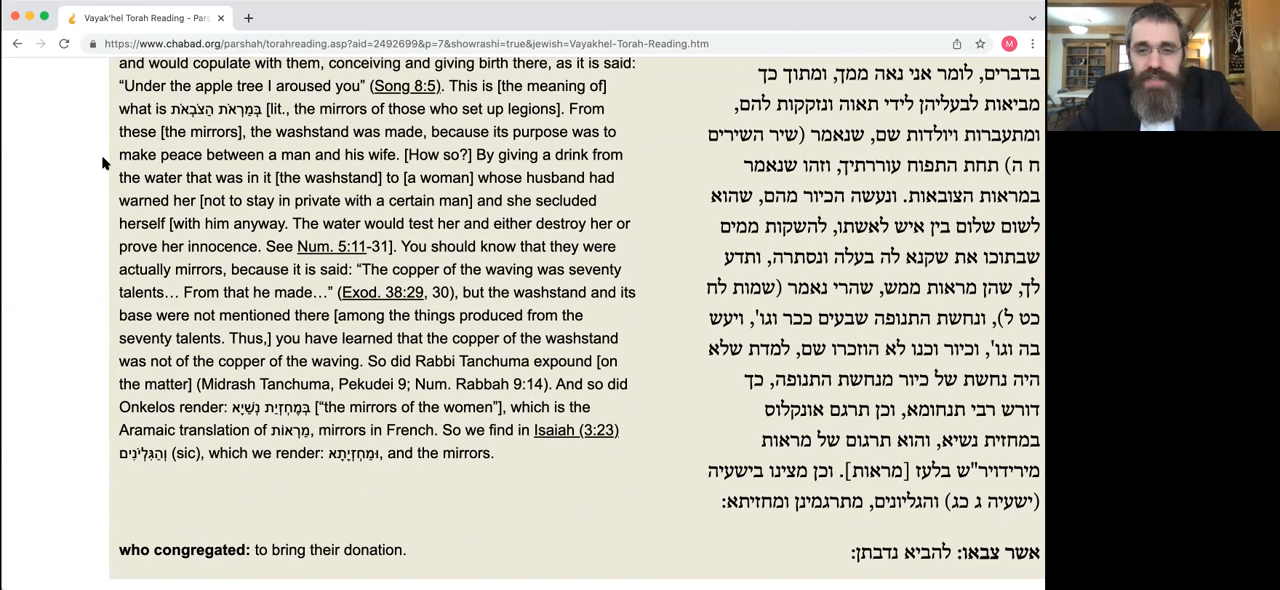 Vayak'hel Torah Reading - Pars
https://www.chabad.org/parshah/torahreading.asp?aid=2492699&p=7&showrashi=true&jewish=Vayakhel-Torah-Reading.htm
M
and would copulate with them, conceiving and giving birth there, as it is said:
“Under the apple tree I aroused you” (Song 8:5). This is [the meaning of]
what is בְּמַרְאֹת הַצֹּבְאֹת [lit., the mirrors of those who set up legions]. From
these [the mirrors], the washstand was made, because its purpose was to
make peace between a man and his wife. [How so?] By giving a drink from
the water that was in it [the washstand] to [a woman] whose husband had
warned her [not to stay in private with a certain man] and she secluded
herself [with him anyway. The water would test her and either destroy her or
prove her innocence. See Num. 5:11-31]. You should know that they were
actually mirrors, because it is said: “The copper of the waving was seventy
talents… From that he made…” (Exod. 38:29, 30), but the washstand and its
base were not mentioned there [among the things produced from the
seventy talents. Thus,] you have learned that the copper of the washstand
was not of the copper of the waving. So did Rabbi Tanchuma expound [on
the matter] (Midrash Tanchuma, Pekudei 9; Num. Rabbah 9:14). And so did
Onkelos render: בְּמֶחְזְיַת נְשַׁיָא [“the mirrors of the women”], which is the
Aramaic translation of מַרְאוֹת, mirrors in French. So we find in Isaiah (3:23)
וְהַגִּלְיֹנִים (sic), which we render: וּמַחְזְיָתָא, and the mirrors.
who congregated: to bring their donation.
בדברים, לומר אני נאה ממך, ומתוך כך
מביאות לבעליהן לידי תאוה ונזקקות להם,
ומתעברות ויולדות שם, שנאמר (שיר השירים
ח ה) תחת התפוח עוררתיך, וזהו שנאמר
במראות הצובאות. ונעשה הכיור מהם, שהוא
לשום שלום בין איש לאשתו, להשקות ממים
שבתוכו את שקנא לה בעלה ונסתרה, ותדע
לך, שהן מראות ממש, שהרי נאמר (שמות לח
כט ל), ונחשת התנופה שבעים ככר וגו', ויעש
בה וגו', וכיור וכנו לא הוזכרו שם, למדת שלא
היה נחשת של כיור מנחשת התנופה, כך
דורש רבי תנחומא, וכן תרגם אונקלוס
במחזית נשיא, והוא תרגום של מראות
מירידויר"ש בלעז [מראות]. וכן מצינו בישעיה
(ישעיה ג כג) והגליונים, מתרגמינן ומחזיתא:
אשר צבאו: להביא נדבתן: